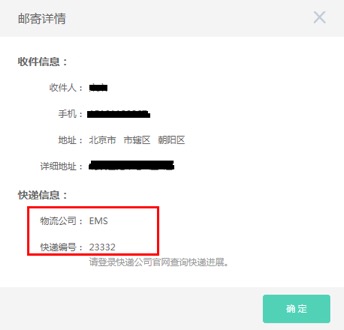 邮寄详情
收件信息：
收件人：
手机：
地址： 北京市 市辖区 朝阳区
详细地址：
快递信息：
物流公司： EMS
快递编号： 23332
请登录快递公司官网查询快递进展。
确 定